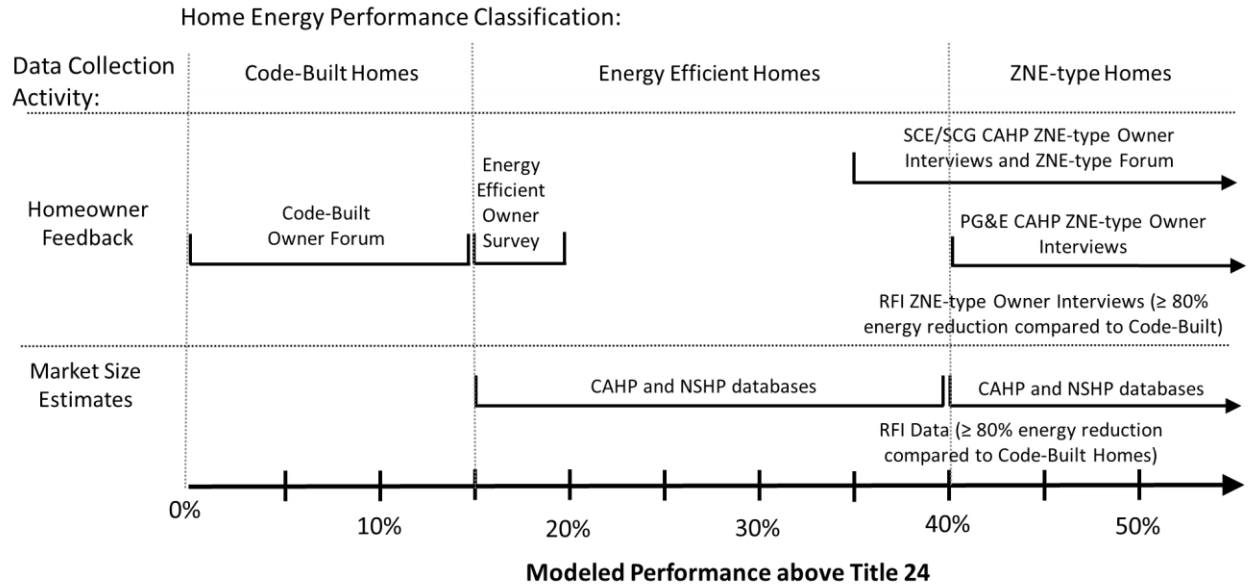 Home Energy Performance Classification:
Data Collection
Activity:
Code-Built Homes
Energy Efficient Homes
ZNE-type Homes
Homeowner
Feedback
Code-Built
Owner Forum
Energy
Efficient
Owner
Survey
SCE/SCG CAHP ZNE-type Owner
Interviews and ZNE-type Forum
PG&E CAHP ZNE-type Owner
Interviews
RFI ZNE-type Owner Interviews (≥ 80%
energy reduction compared to Code-Built)
Market Size
Estimates
CAHP and NSHP databases
CAHP and NSHP databases
RFI Data (≥ 80% energy reduction
compared to Code-Built Homes)
0%
10%
20%
30%
40%
50%
Modeled Performance above Title 24